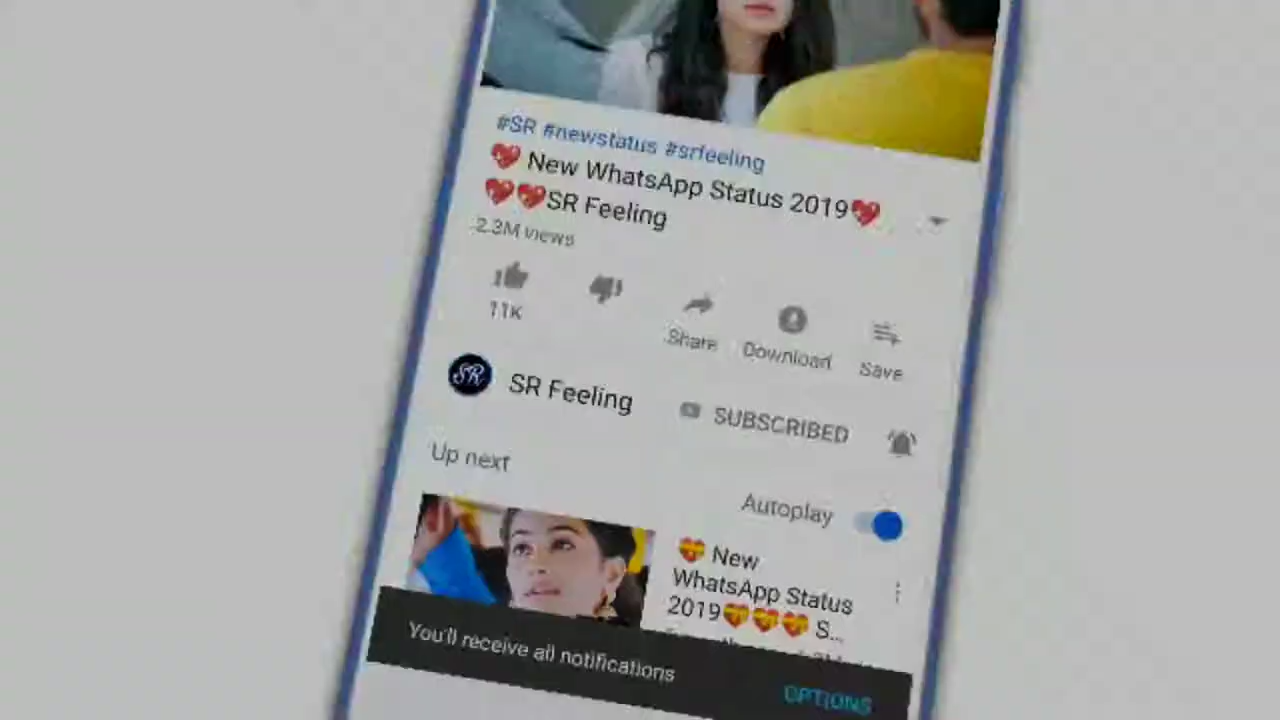 #SR #newstatus #srfeeling
💖 New WhatsApp Status 2019💖
💖💖SR Feeling
2.3M views
11K
Share
Download
Save
SR
SR Feeling
SUBSCRIBED
Up next
Autoplay
💝 New
WhatsApp Status
2019💝💝💝 S...
You'll receive all notifications
OPTIONS